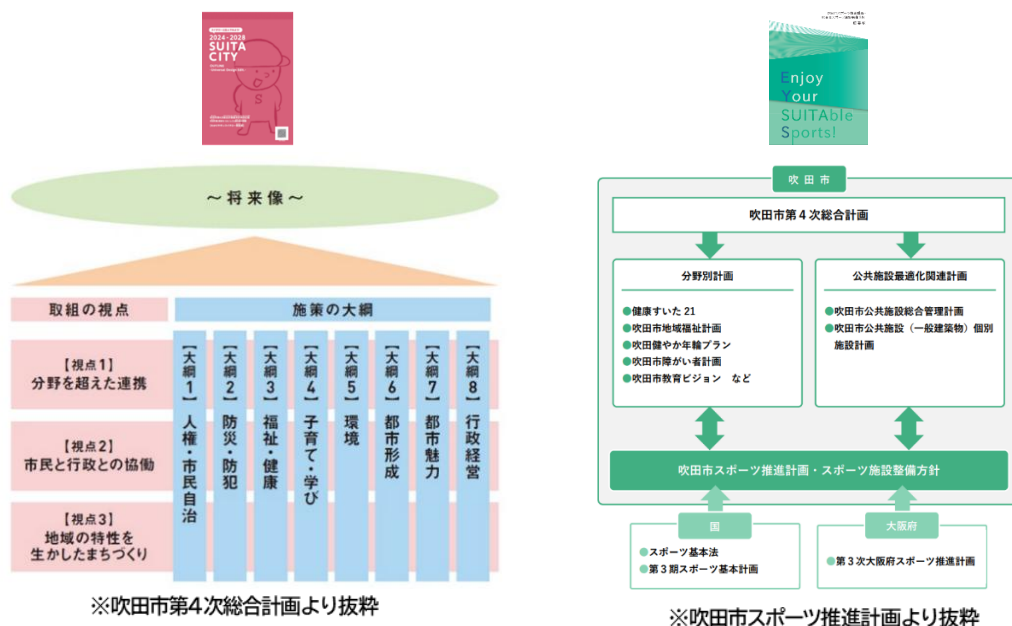 2024-2028
SUITA
CITY
S
Enjoy
Your
SUITAble
Sports!
～将来像～
取組の視点
施策の大綱
【視点1】
分野を超えた連携
【視点2】
市民と行政との協働
【視点3】
地域の特性を
生かしたまちづくり
【大綱1】人権・市民自治
【大綱2】防災・防犯
【大綱3】福祉・健康
【大綱4】子育て・学び
【大綱5】環境
【大綱6】都市形成
【大綱7】都市魅力
【大綱8】行政経営
※吹田市第4次総合計画より抜粋
吹田市
吹田市第4次総合計画
分野別計画
●健康すいた21
●吹田市地域福祉計画
●吹田健やか年輪プラン
●吹田市障がい者計画
●吹田市教育ビジョン　など
公共施設最適化関連計画
●吹田市公共施設総合管理計画
●吹田市公共施設（一般建築物）個別
施設計画
吹田市スポーツ推進計画・スポーツ施設整備方針
国
●スポーツ基本法
●第3期スポーツ基本計画
大阪府
●第3次大阪府スポーツ推進計画
※吹田市スポーツ推進計画より抜粋